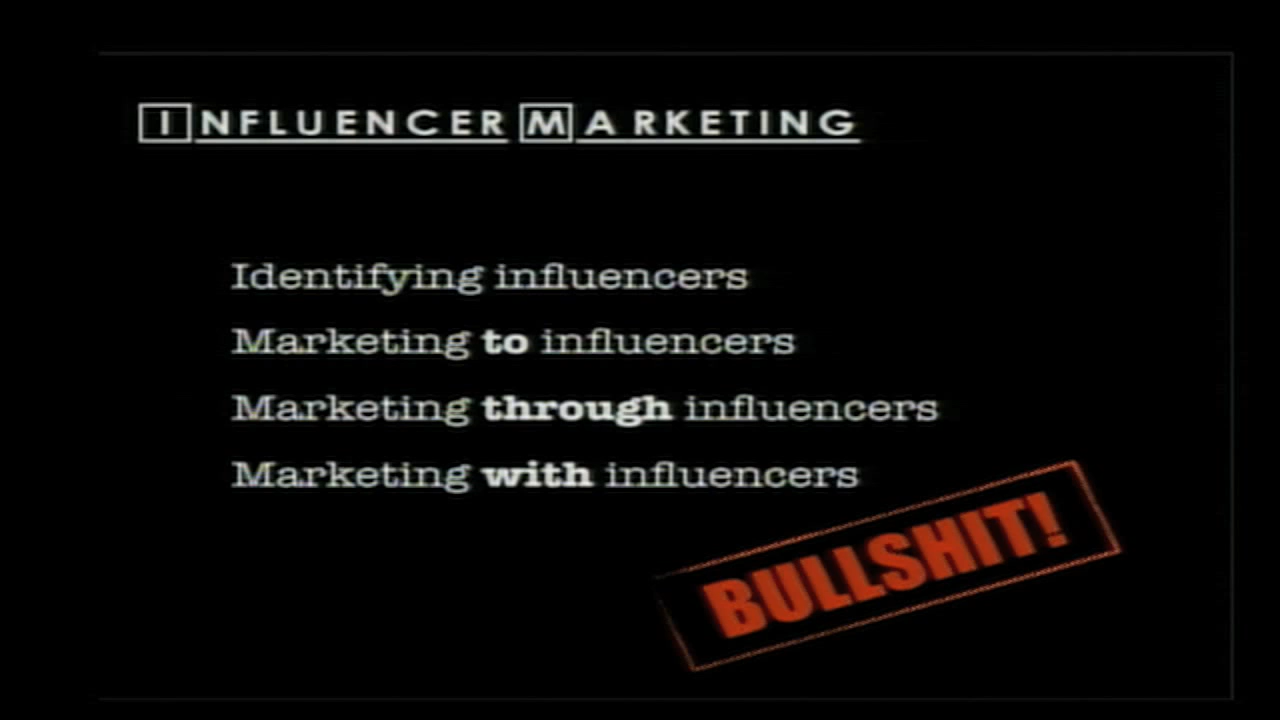 INFLUENCER MARKETING
Identifying influencers
Marketing to influencers
Marketing through influencers
Marketing with influencers
BULLSHIT!